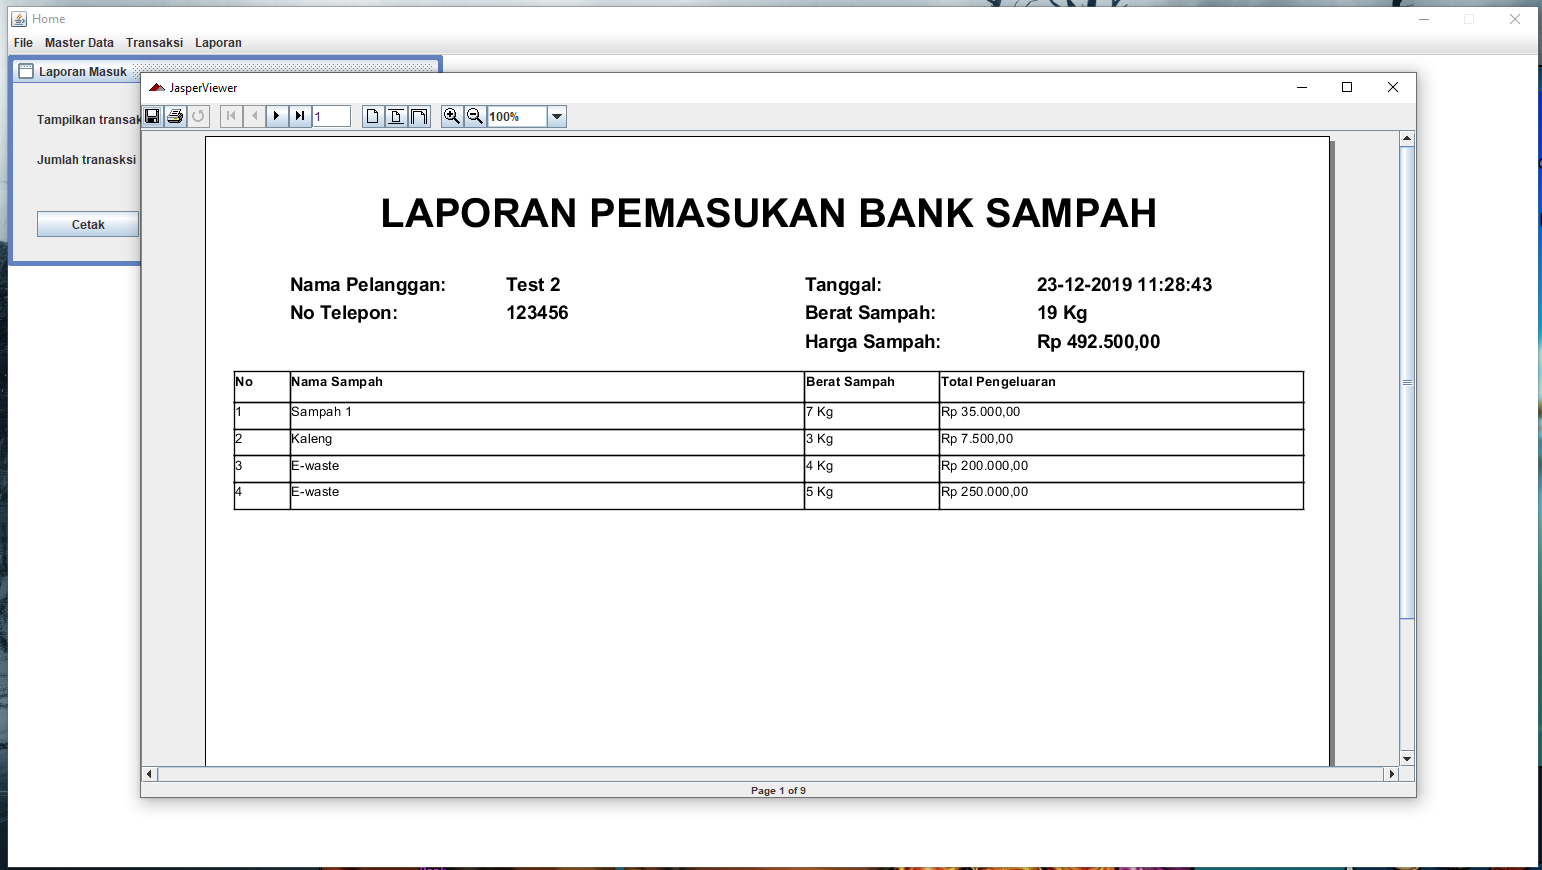 Home
File Master Data Transaksi Laporan
Laporan Masuk
Tampilkan transak
Jumlah tranasksi
Cetak
JasperViewer
1
100%
LAPORAN PEMASUKAN BANK SAMPAH
Nama Pelanggan: Test 2 Tanggal: 23-12-2019 11:28:43
No Telepon: 123456 Berat Sampah: 19 Kg
Harga Sampah: Rp 492.500,00
No Nama Sampah Berat Sampah Total Pengeluaran
1 Sampah 1 7 Kg Rp 35.000,00
2 Kaleng 3 Kg Rp 7.500,00
3 E-waste 4 Kg Rp 200.000,00
4 E-waste 5 Kg Rp 250.000,00
Page 1 of 9